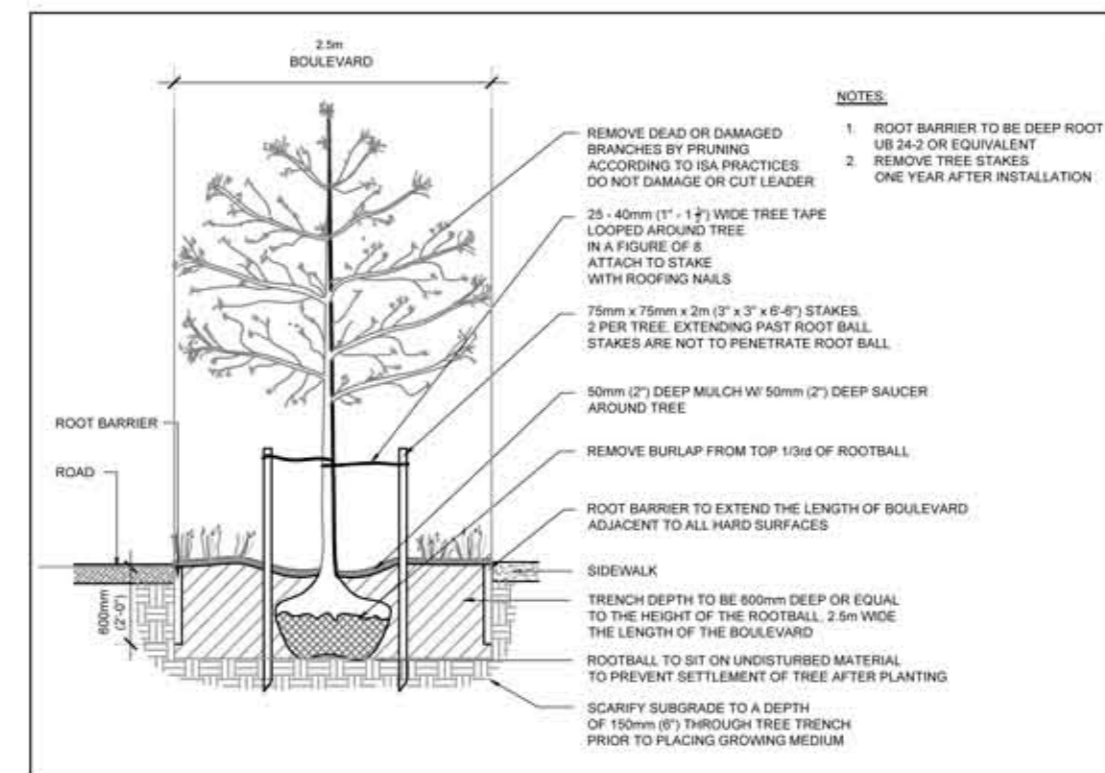 2.5m
BOULEVARD
NOTES:
1. ROOT BARRIER TO BE DEEP ROOT
UB 24-2 OR EQUIVALENT
2. REMOVE TREE STAKES
ONE YEAR AFTER INSTALLATION
REMOVE DEAD OR DAMAGED
BRANCHES BY PRUNING
ACCORDING TO ISA PRACTICES.
DO NOT DAMAGE OR CUT LEADER
25 - 40mm (1" - 1½") WIDE TREE TAPE
LOOPED AROUND TREE
IN A FIGURE OF 8.
ATTACH TO STAKE
WITH ROOFING NAILS
75mm x 75mm x 2m (3" x 3" x 6'-6") STAKES,
2 PER TREE. EXTENDING PAST ROOT BALL
STAKES ARE NOT TO PENETRATE ROOT BALL
50mm (2") DEEP MULCH W/ 50mm (2") DEEP SAUCER
AROUND TREE
REMOVE BURLAP FROM TOP 1/3rd OF ROOTBALL
ROOT BARRIER
ROAD
ROOT BARRIER TO EXTEND THE LENGTH OF BOULEVARD
ADJACENT TO ALL HARD SURFACES
SIDEWALK
600mm
(2'-0")
TRENCH DEPTH TO BE 600mm DEEP OR EQUAL
TO THE HEIGHT OF THE ROOTBALL, 2.5m WIDE
THE LENGTH OF THE BOULEVARD
ROOTBALL TO SIT ON UNDISTURBED MATERIAL
TO PREVENT SETTLEMENT OF TREE AFTER PLANTING
SCARIFY SUBGRADE TO A DEPTH
OF 150mm (6") THROUGH TREE TRENCH
PRIOR TO PLACING GROWING MEDIUM